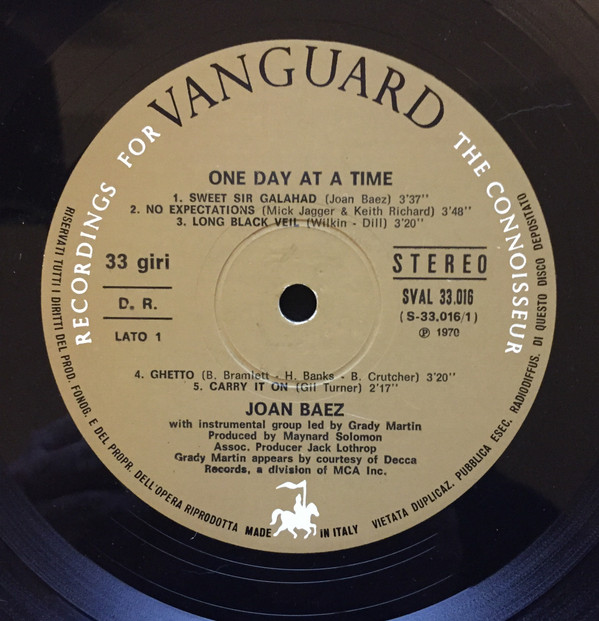 VANGUARD
RECORDINGS FOR THE CONNOISSEUR
ONE DAY AT A TIME
1. SWEET SIR GALAHAD (Joan Baez) 3'37''
2. NO EXPECTATIONS (Mick Jagger & Keith Richard) 3'48''
3. LONG BLACK VEIL (Wilkin - Dill) 3'20''
33 giri
D. R.
LATO 1
STEREO
SVAL 33.016
(S-33.016/1)
Ⓟ 1970
4. GHETTO (B. Bramlett - H. Banks - B. Crutcher) 3'20''
5. CARRY IT ON (Gil Turner) 2'17''
JOAN BAEZ
with instrumental group led by Grady Martin
Produced by Maynard Solomon
Assoc. Producer Jack Lothrop
Grady Martin appears by courtesy of Decca
Records, a division of MCA Inc.
RISERVATI TUTTI I DIRITTI DEL PROD. FONOG. E DEL PROPR. DELL'OPERA RIPRODOTTA MADE IN ITALY VIETATA DUPLICAZ. PUBBLICA ESEC. RADIODIFFUS. DI QUESTO DISCO DEPOSITATO